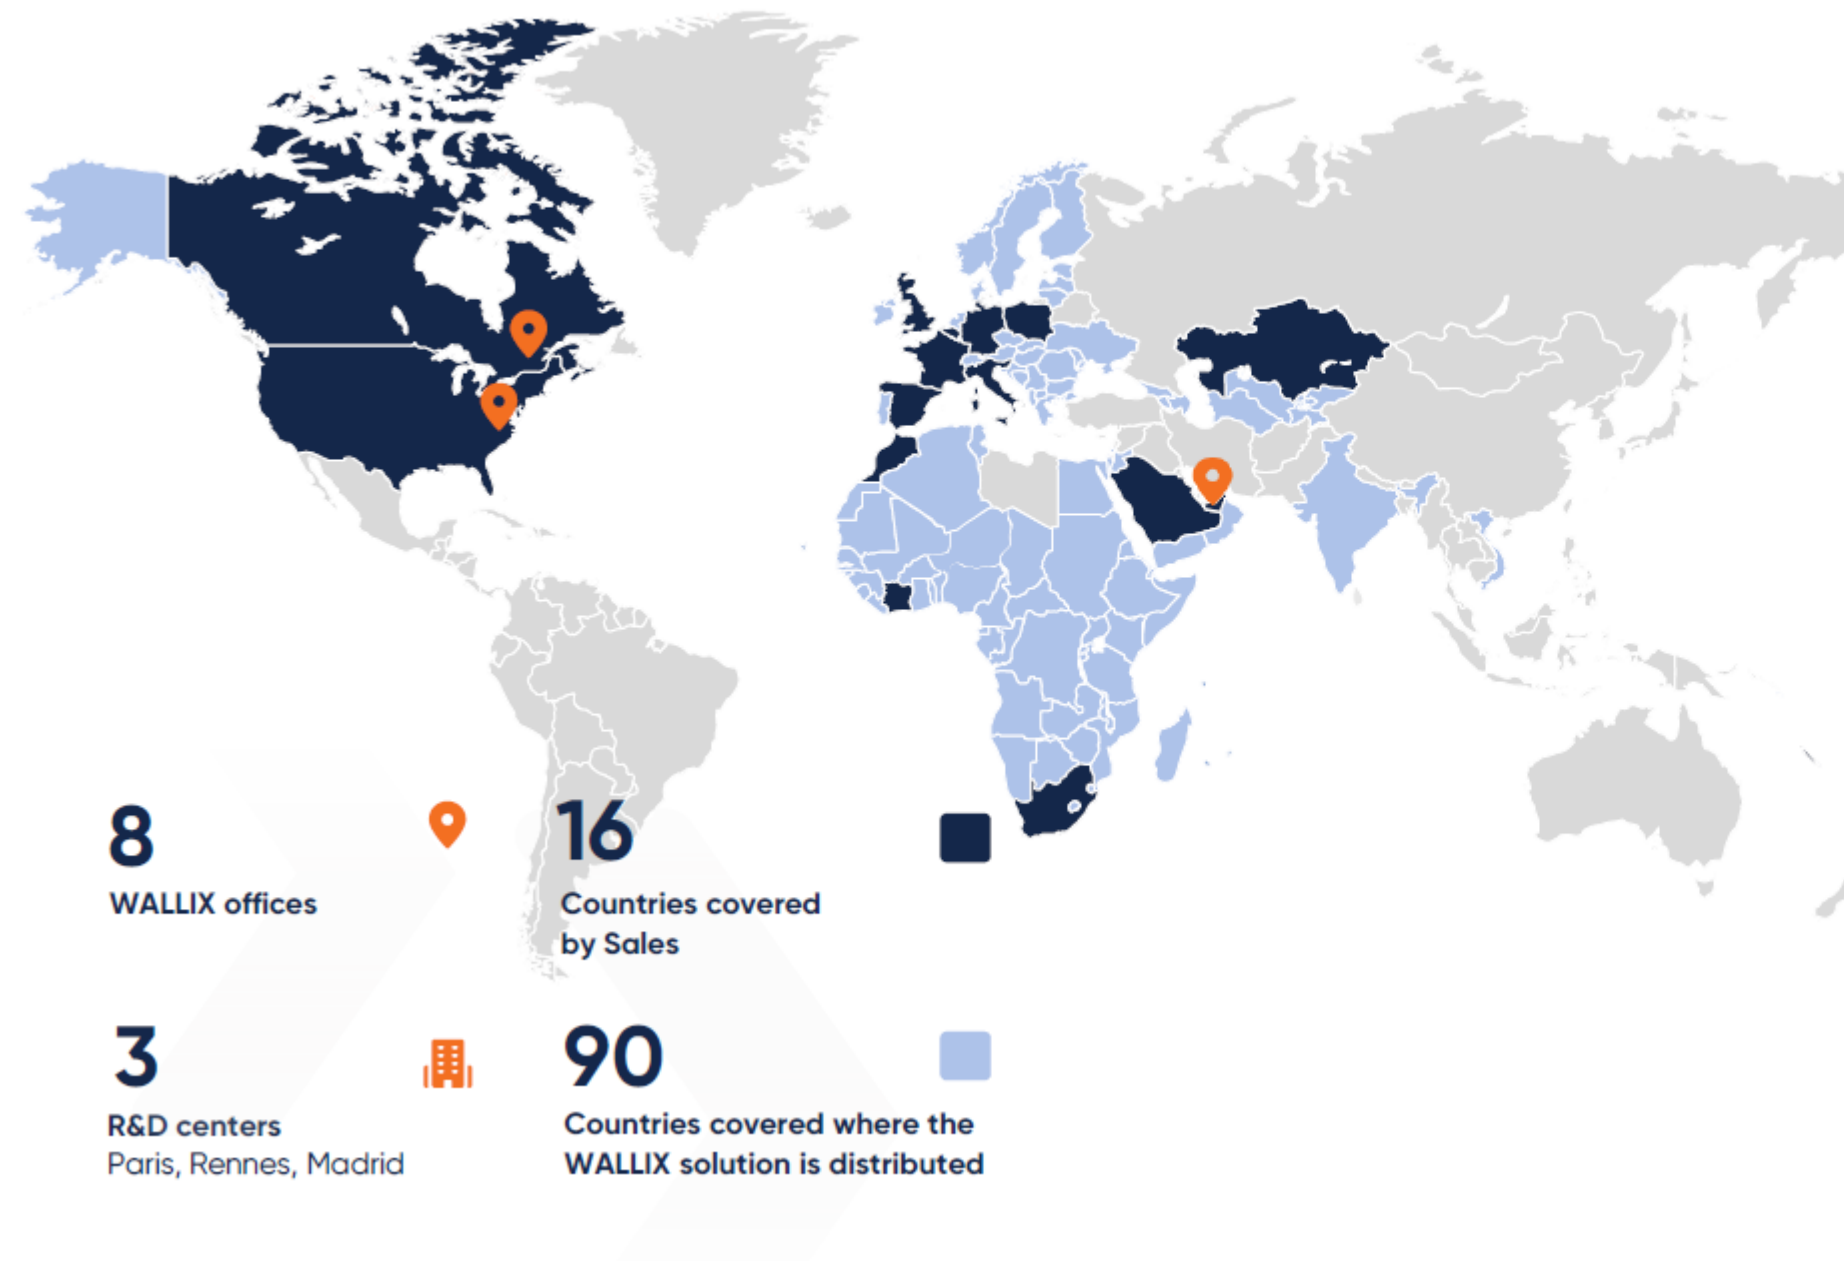 8
WALLIX offices
16
Countries covered
by Sales
3
R&D centers
Paris, Rennes, Madrid
90
Countries covered where the
WALLIX solution is distributed